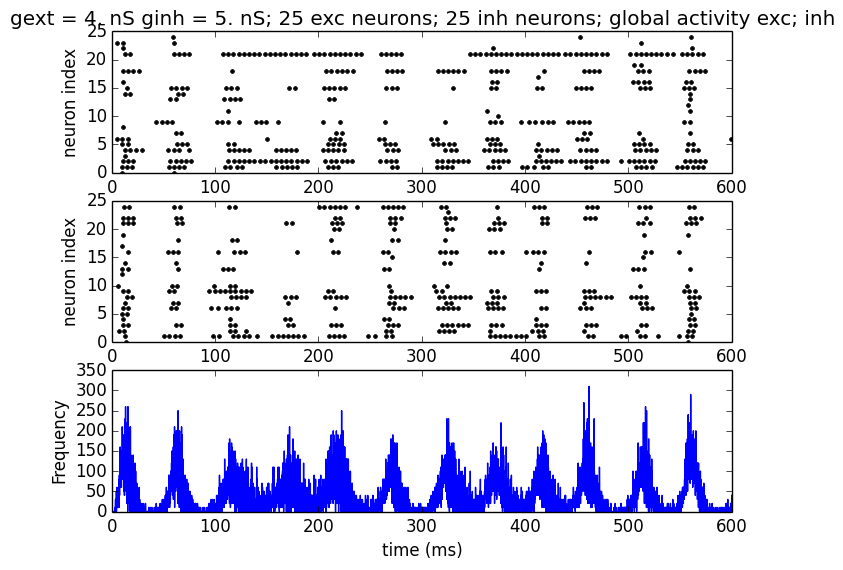 gext = 4. nS ginh = 5. nS; 25 exc neurons; 25 inh neurons; global activity exc; inh
25
20
15
10
5
0
neuron index
0 100 200 300 400 500 600
25
20
15
10
5
0
neuron index
0 100 200 300 400 500 600
350
300
250
200
150
100
50
0
Frequency
0 100 200 300 400 500 600
time (ms)